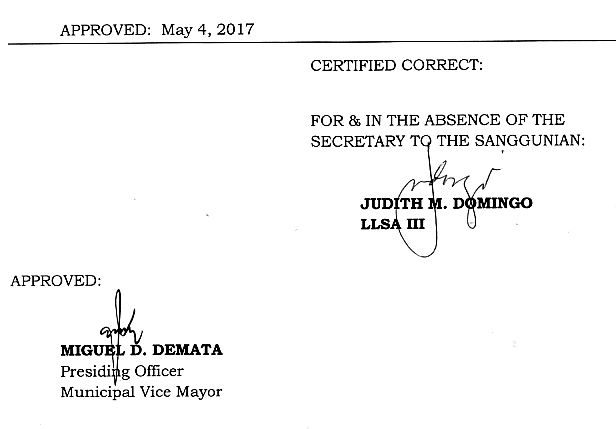 APPROVED: May 4, 2017
CERTIFIED CORRECT:
FOR & IN THE ABSENCE OF THE
SECRETARY TO THE SANGGUNIAN:
JUDITH M. DOMINGO
LLSA III
APPROVED:
MIGUEL D. DEMATA
Presiding Officer
Municipal Vice Mayor